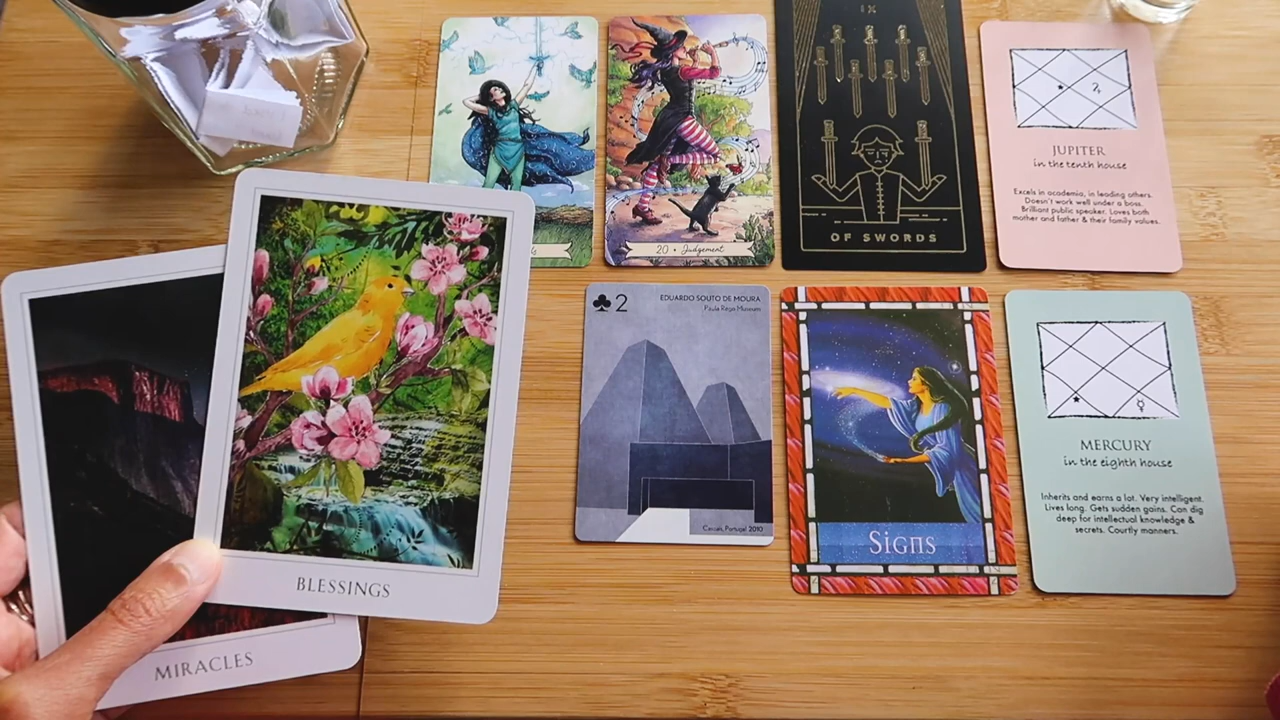 20 • Judgement
IX
OF SWORDS
JUPITER
in the tenth house
Excels in academia, in leading others.
Doesn't work well under a boss.
Brilliant public speaker. Loves both
mother and father & their family values.
2
EDUARDO SOUTO DE MOURA
Paula Rego Museum
Cascais, Portugal 2010
Signs
MERCURY
in the eighth house
Inherits and earns a lot. Very intelligent.
Lives long. Gets sudden gains. Can dig
deep for intellectual knowledge &
secrets. Courtly manners.
BLESSINGS
MIRACLES